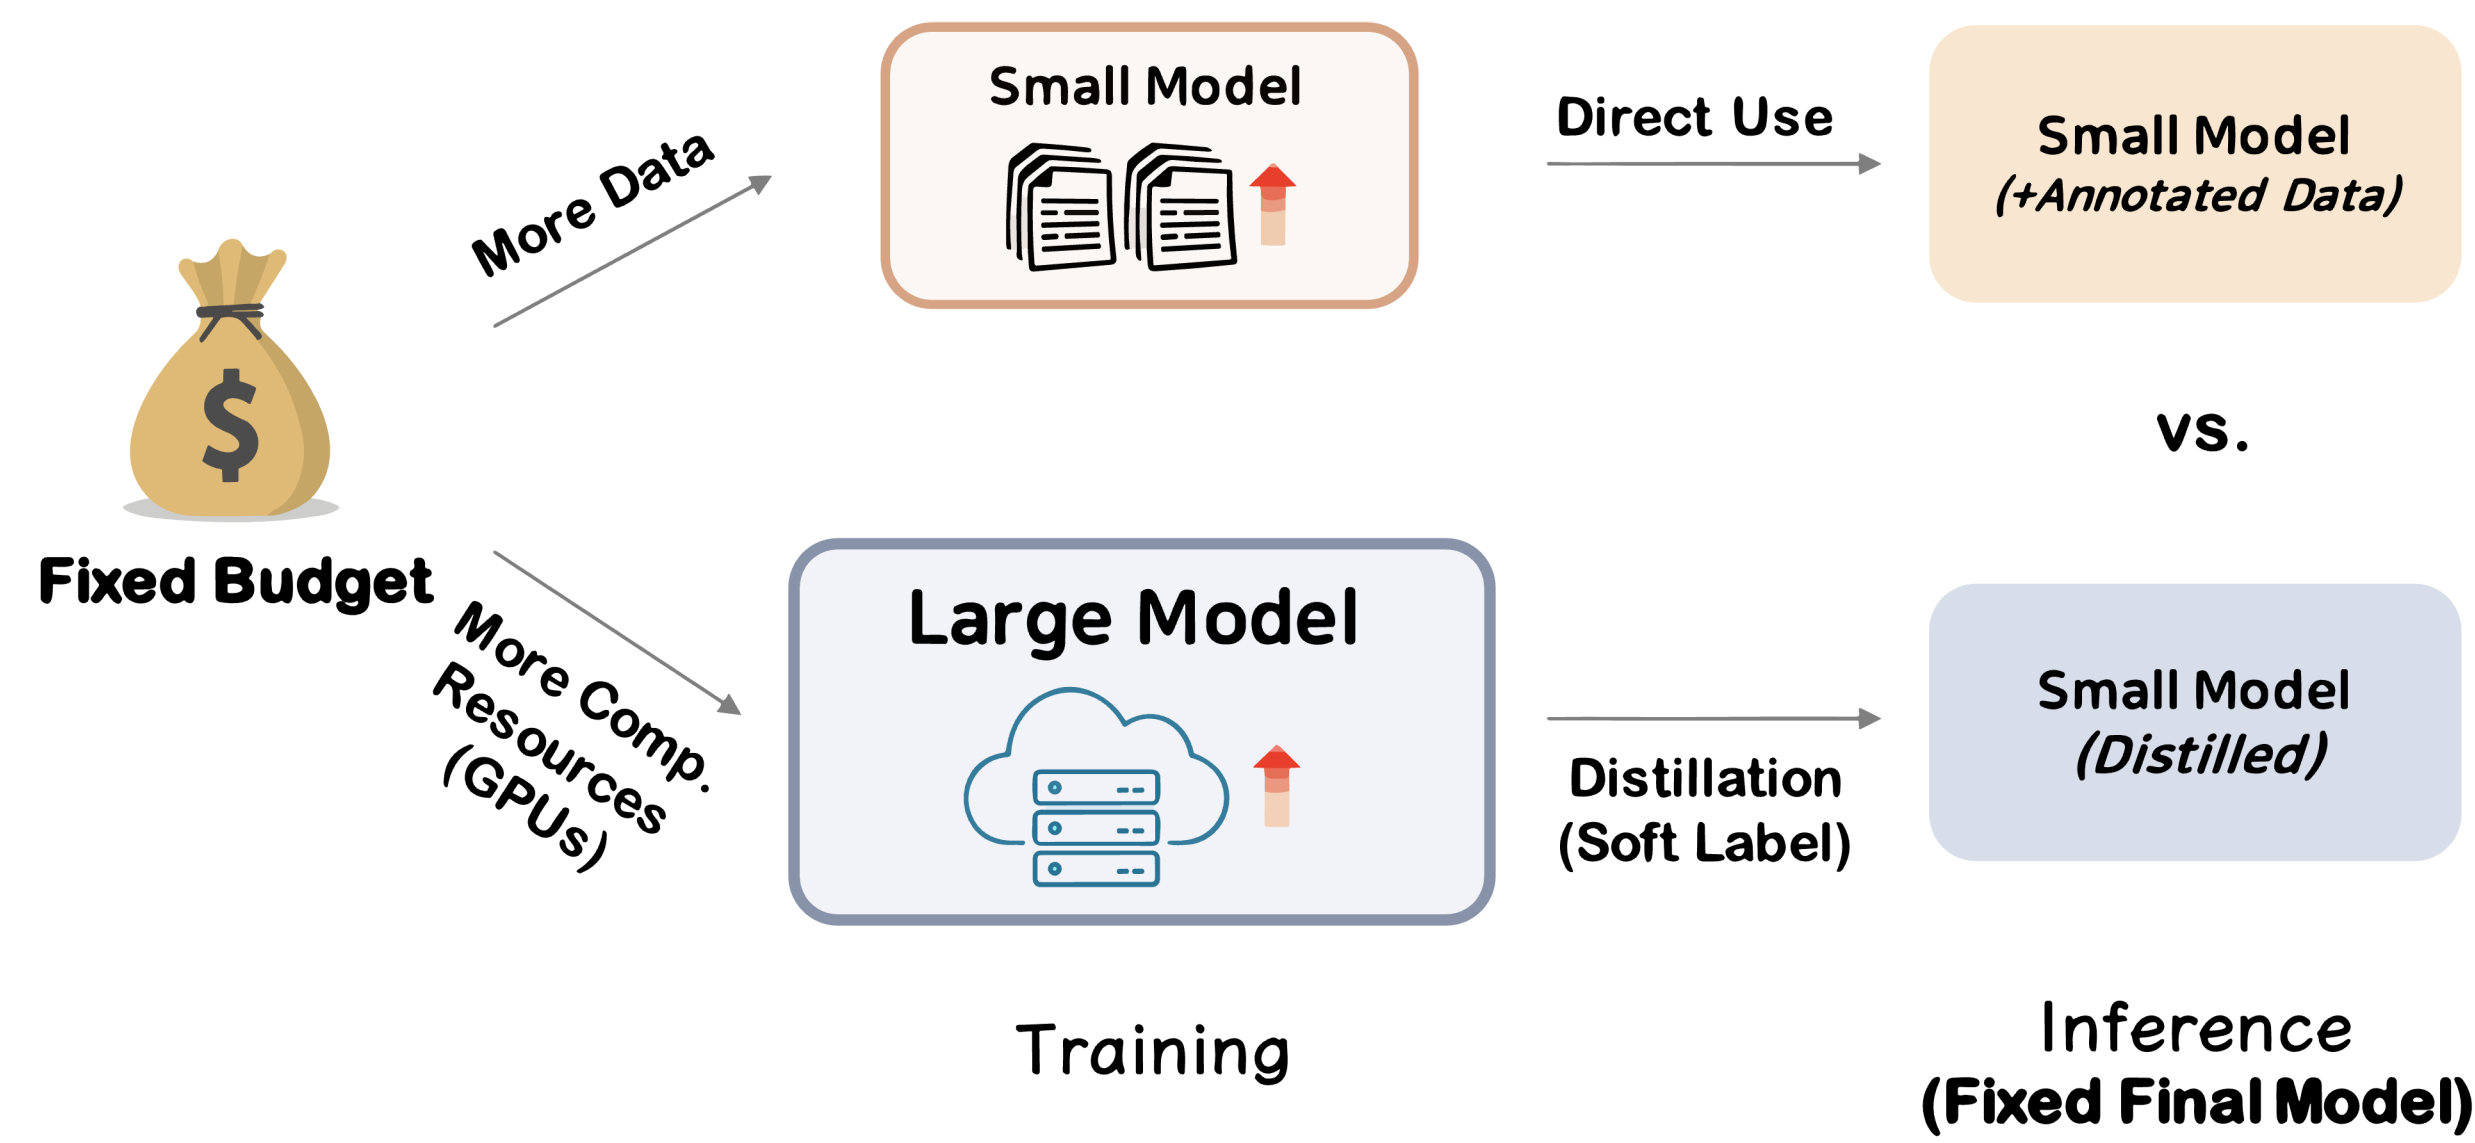 $
Fixed Budget
More Data
Small Model
Direct Use
Small Model
(+Annotated Data)
vs.
More Comp.
Resources
(GPUs)
Large Model
Distillation
(Soft Label)
Small Model
(Distilled)
Training
Inference
(Fixed Final Model)